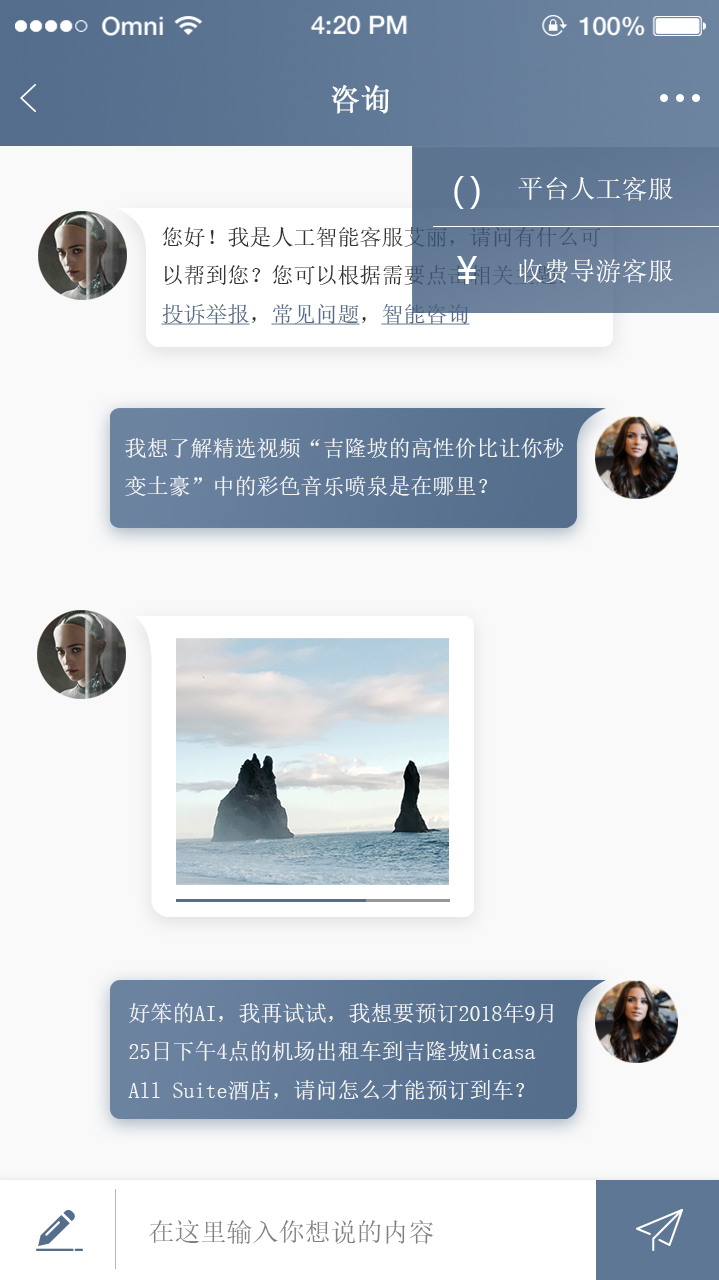 Omni
4:20 PM
100%
咨询
( ) 平台人工客服
¥ 收费导游客服
您好！我是人工智能客服艾丽，请问有什么可
以帮到您？您可以根据需要点击相关
投诉举报，常见问题，智能咨询
我想了解精选视频“吉隆坡的高性价比让你秒
变土豪”中的彩色音乐喷泉是在哪里？
好笨的AI，我再试试，我想要预订2018年9月
25日下午4点的机场出租车到吉隆坡Micasa
All Suite酒店，请问怎么才能预订到车？
在这里输入你想说的内容